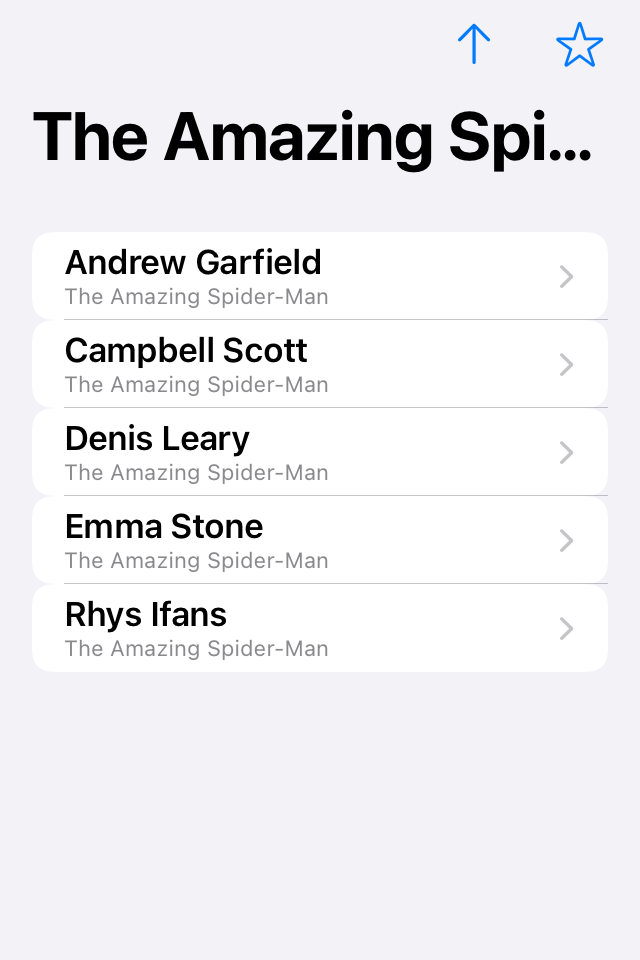 The Amazing Spi...
Andrew Garfield
The Amazing Spider-Man
Campbell Scott
The Amazing Spider-Man
Denis Leary
The Amazing Spider-Man
Emma Stone
The Amazing Spider-Man
Rhys Ifans
The Amazing Spider-Man